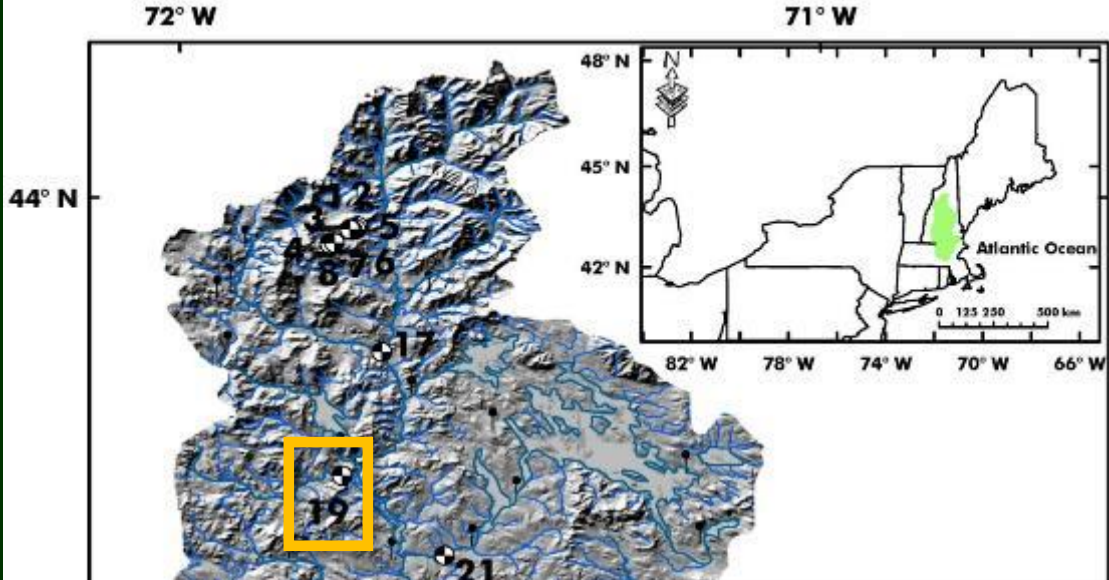 72° W
71° W
48° N
N
45° N
42° N
Atlantic Ocean
0 125 250 500 km
82° W
78° W
74° W
70° W
66° W
44° N
1 2
3
5
4
7 6
8
17
19
21